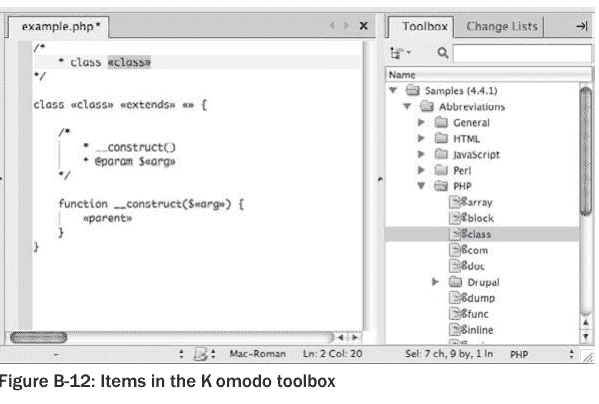 example.php*
/*
* class «class»
*/
class «class» «extends» «» {
/*
* __construct()
* @param $«arg»
*/
function __construct($«arg») {
«parent»
}
}
Mac-Roman Ln: 2 Col: 20
Toolbox Change Lists
Name
Samples (4.4.1)
Abbreviations
General
HTML
JavaScript
Perl
PHP
array
block
class
com
doc
Drupal
dump
func
inline
Sel: 7 ch, 9 by, 1 ln PHP
Figure B-12: Items in the K omodo toolbox